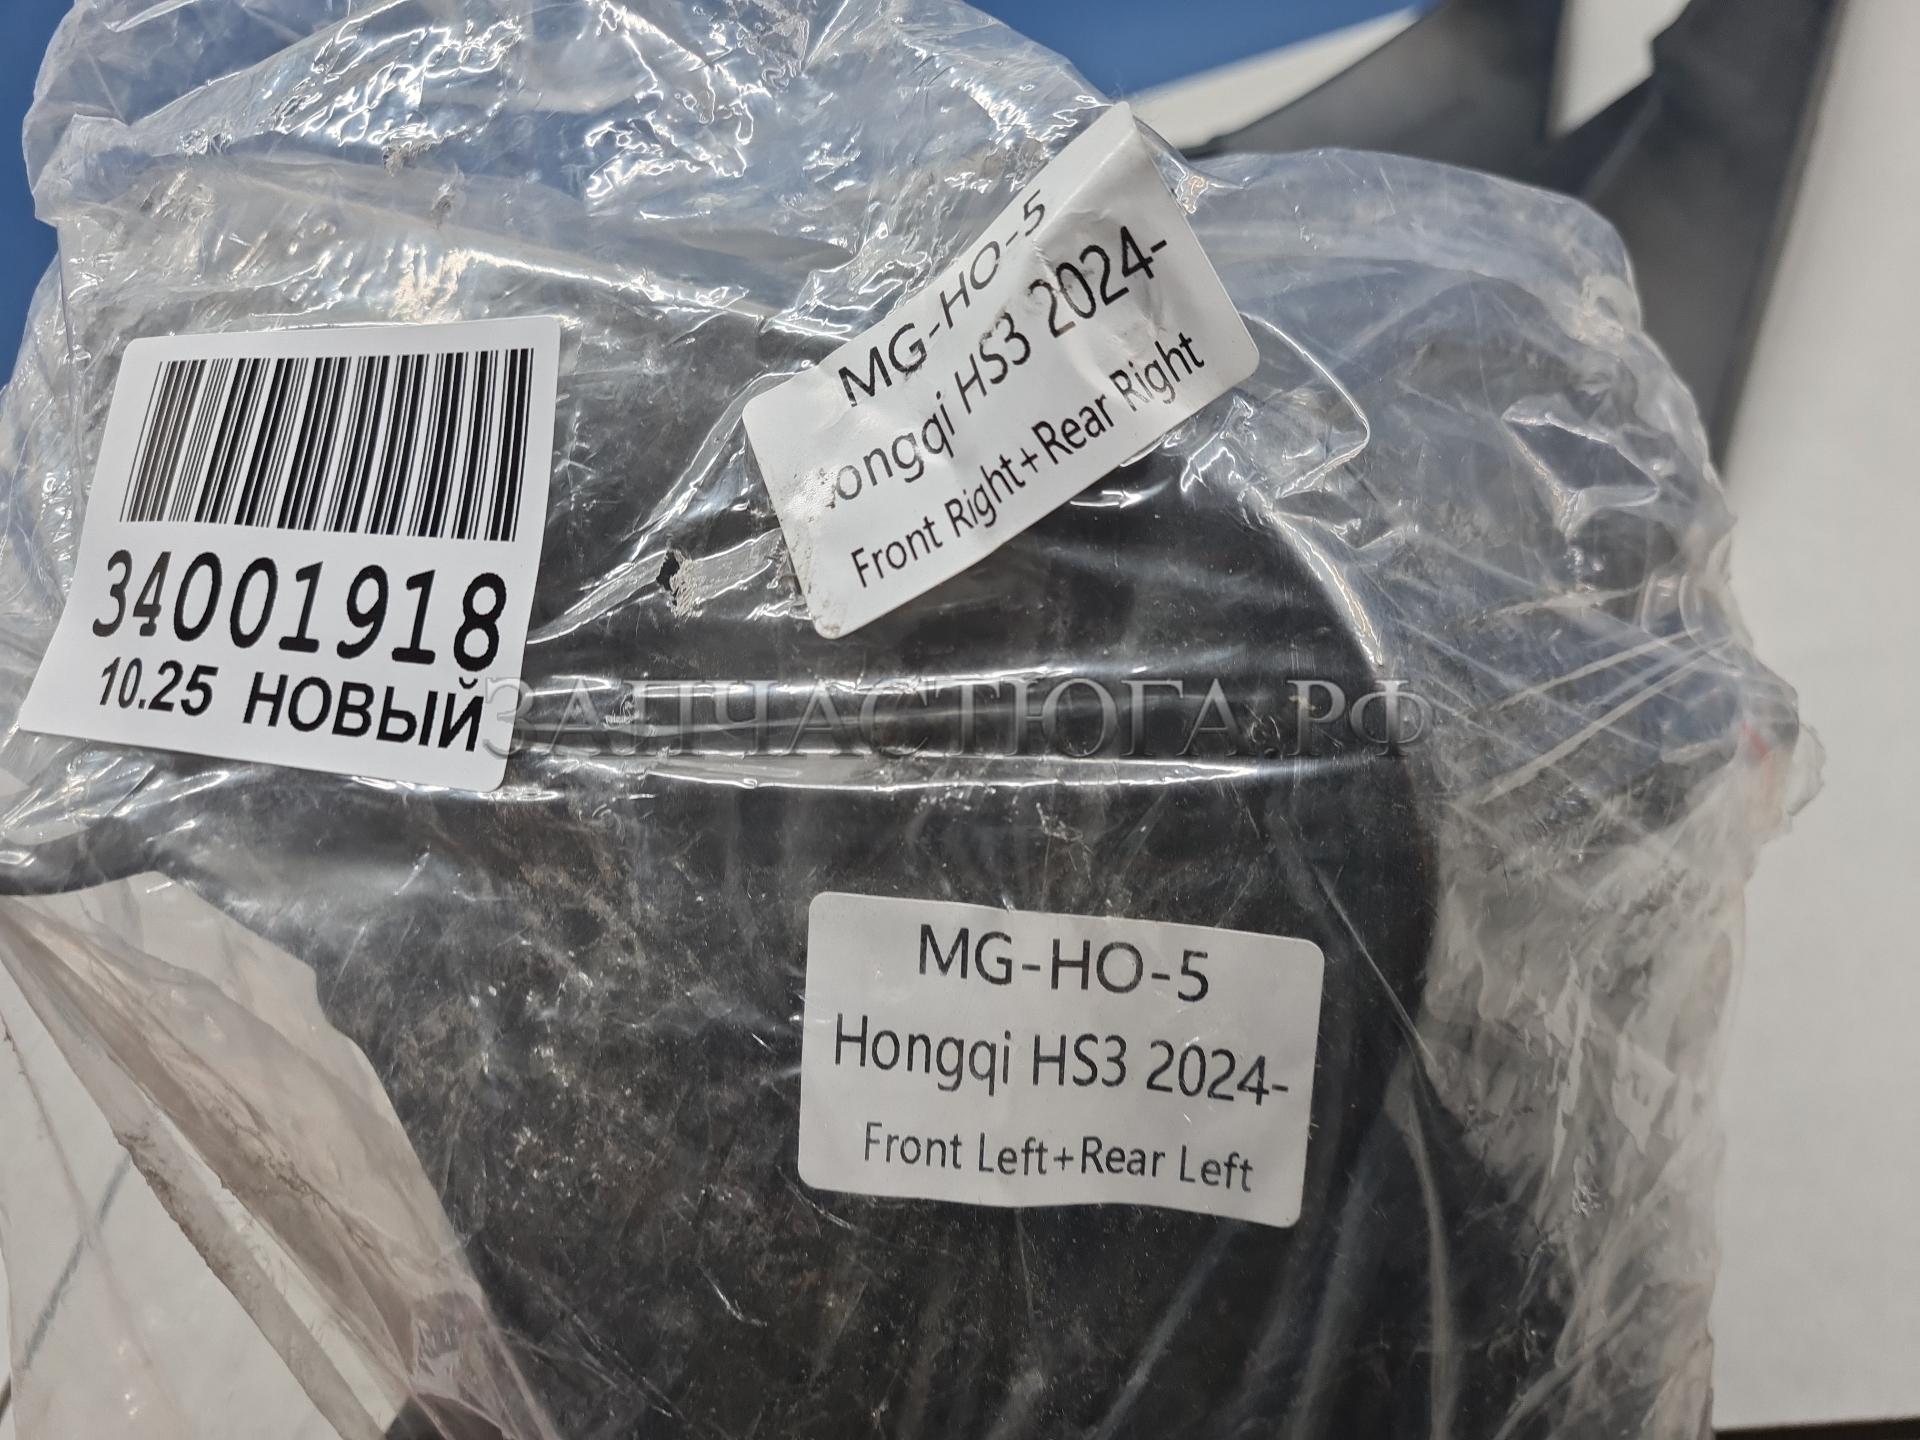 MG-HO-5
ongqi HS3 2024-
Front Right+Rear Right
34001918
10.25 НОВЫЙ
ЗАПЧАСТЮГА.РФ
MG-HO-5
Hongqi HS3 2024-
Front Left+Rear Left